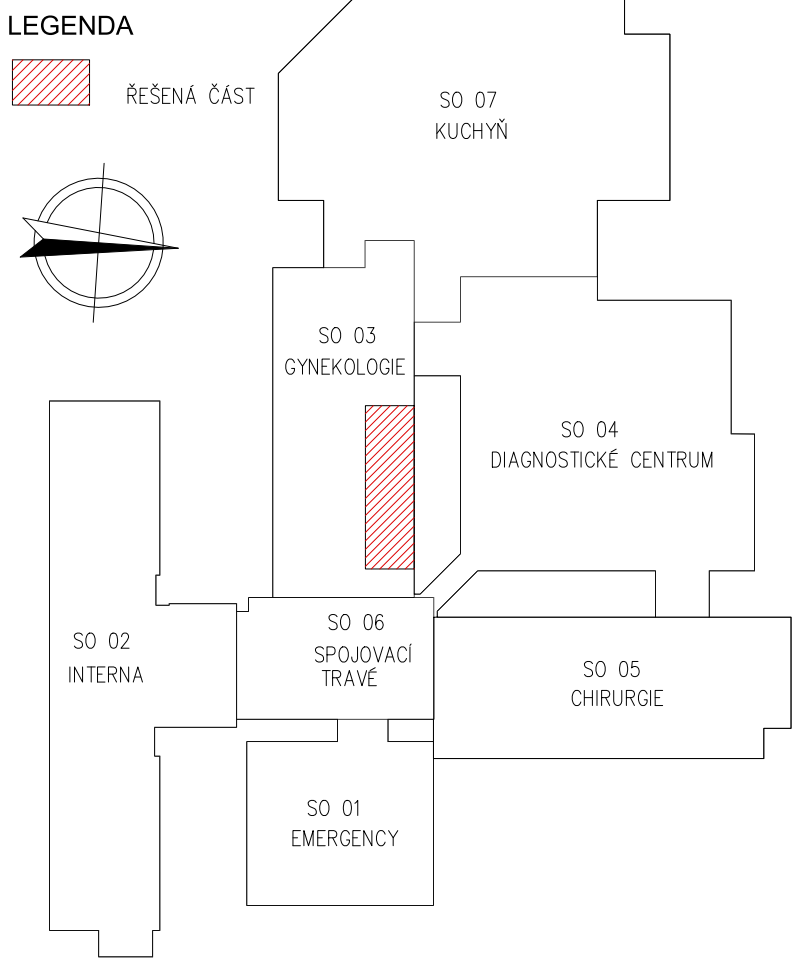 LEGENDA
ŘEŠENÁ ČÁST
SO 07
KUCHYŇ
SO 03
GYNEKOLOGIE
SO 04
DIAGNOSTICKÉ CENTRUM
SO 02
INTERNA
SO 06
SPOJOVACÍ
TRAVÉ
SO 05
CHIRURGIE
SO 01
EMERGENCY